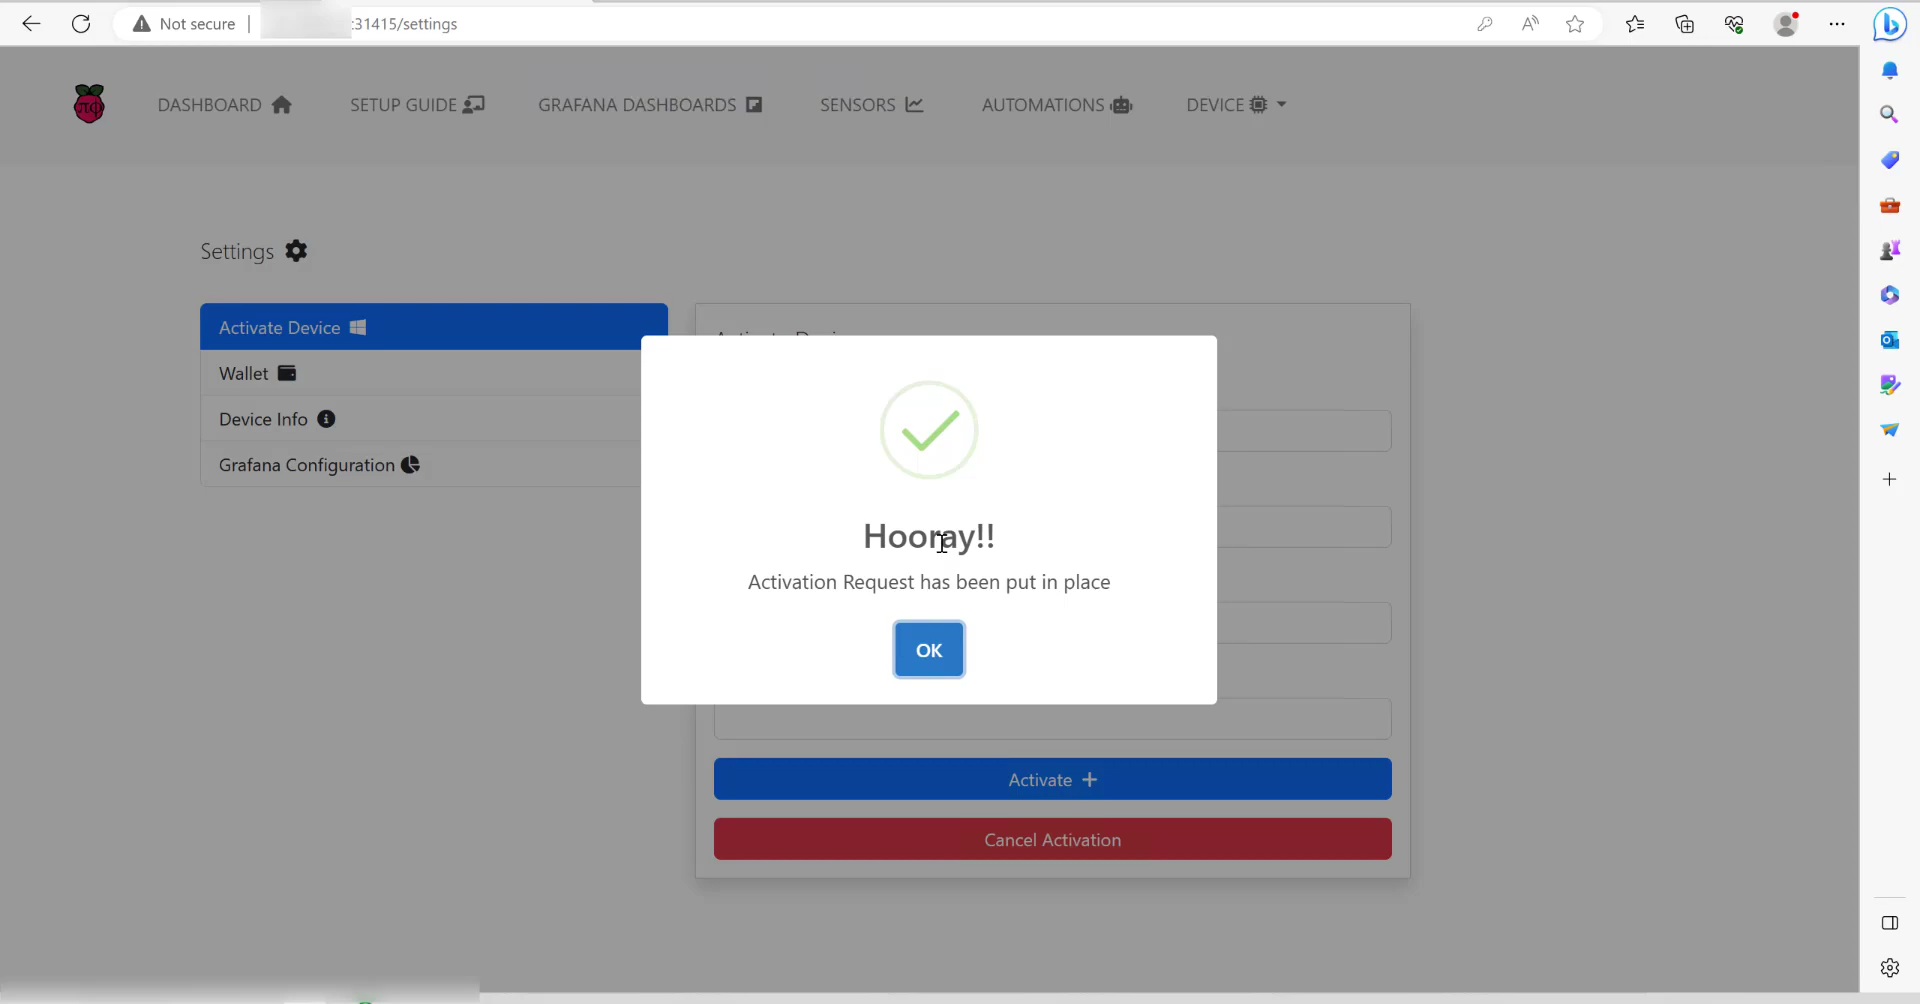 Not secure | :31415/settings
DASHBOARD
SETUP GUIDE
GRAFANA DASHBOARDS
SENSORS
AUTOMATIONS
DEVICE
Settings
Activate Device
Wallet
Device Info
Grafana Configuration
Hooray!!
Activation Request has been put in place
OK
Activate +
Cancel Activation